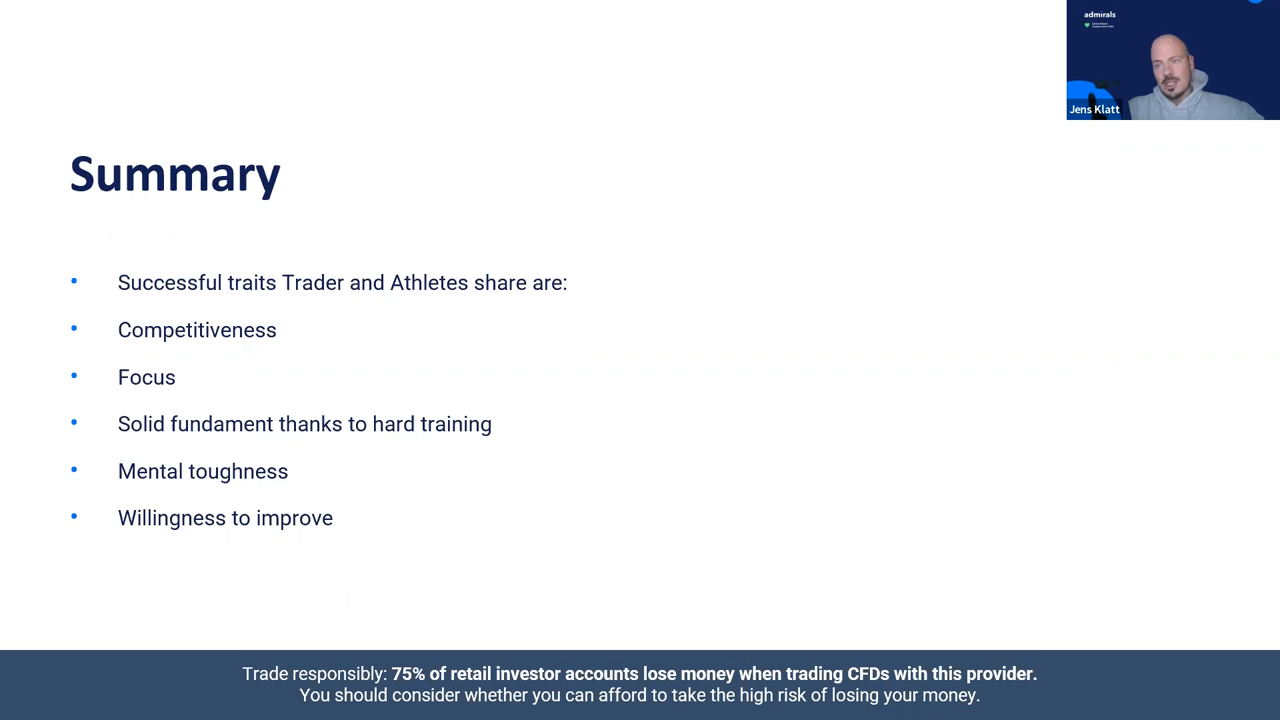 admirals
Jens Klatt
Summary
• Successful traits Trader and Athletes share are:
• Competitiveness
• Focus
• Solid fundament thanks to hard training
• Mental toughness
• Willingness to improve
Trade responsibly: 75% of retail investor accounts lose money when trading CFDs with this provider.
You should consider whether you can afford to take the high risk of losing your money.